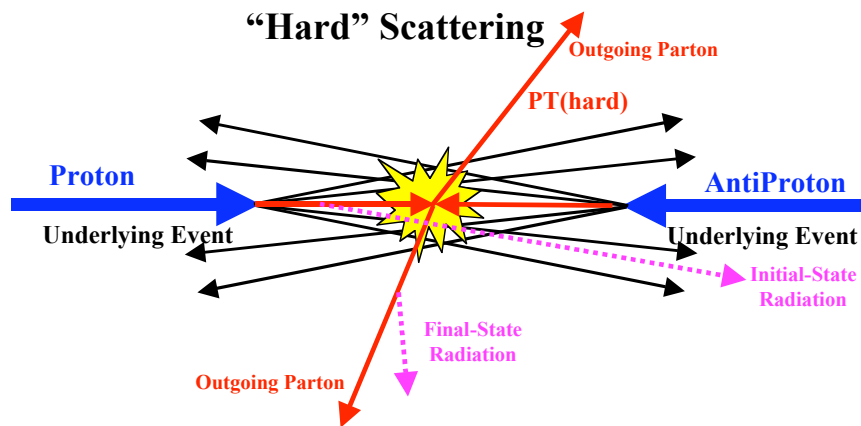 “Hard” Scattering
Outgoing Parton
PT(hard)
Proton
AntiProton
Underlying Event
Underlying Event
Initial-State
Radiation
Final-State
Radiation
Outgoing Parton